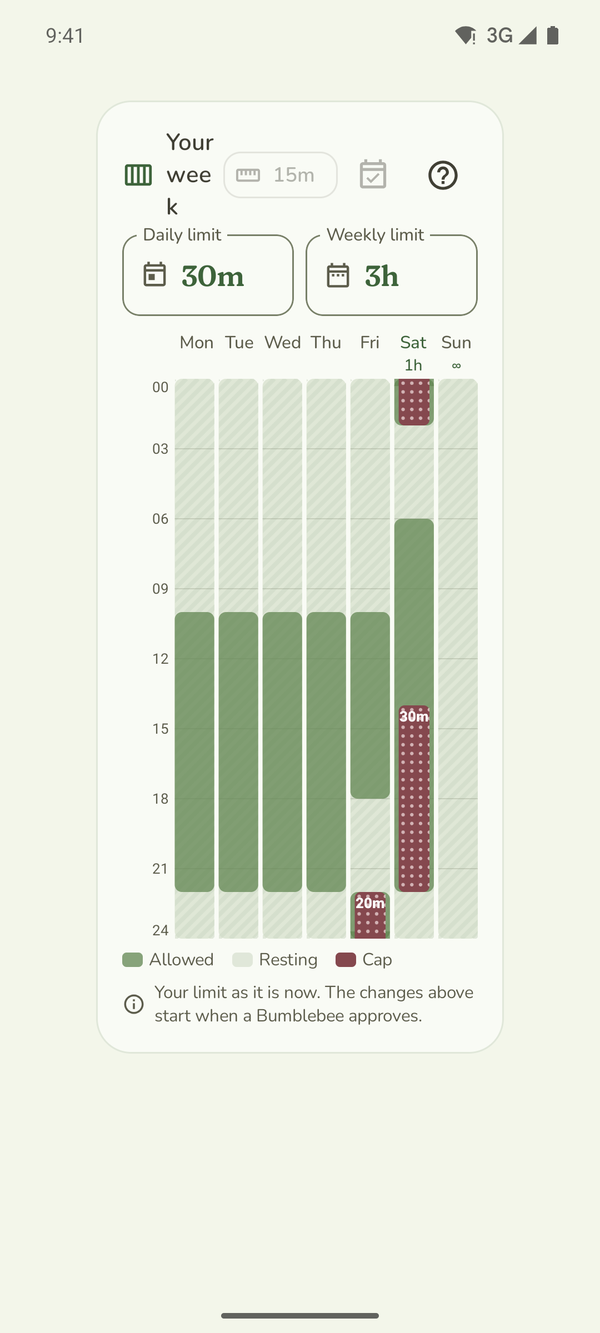 9:41
3G
Your
wee
k
15m
Daily limit
Weekly limit
30m
3h
Mon Tue Wed Thu Fri Sat Sun
1h ∞
00
03
06
09
12
15
18
21
24
30m
20m
Allowed Resting Cap
Your limit as it is now. The changes above
start when a Bumblebee approves.